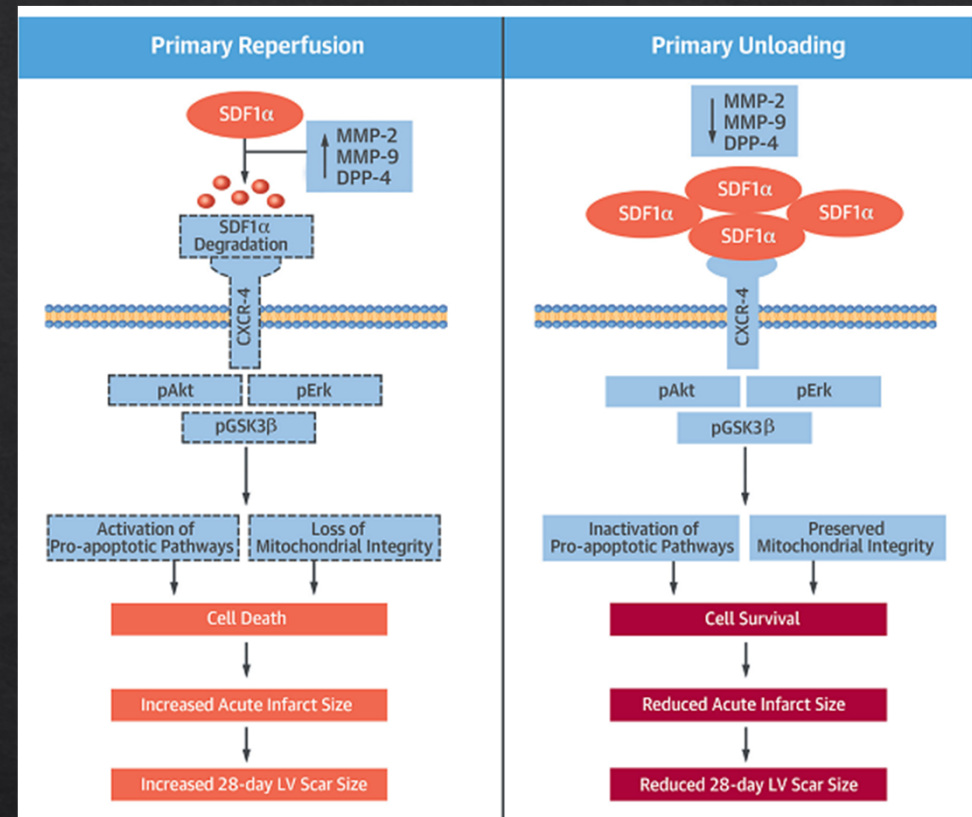 Primary Reperfusion
SDF1α
MMP-2
MMP-9
DPP-4
SDF1α
Degradation
CXCR-4
pAkt
pErk
pGSK3β
Activation of
Pro-apoptotic Pathways
Loss of
Mitochondrial Integrity
Cell Death
Increased Acute Infarct Size
Increased 28-day LV Scar Size
Primary Unloading
MMP-2
MMP-9
DPP-4
SDF1α
SDF1α
SDF1α
SDF1α
CXCR-4
pAkt
pErk
pGSK3β
Inactivation of
Pro-apoptotic Pathways
Preserved
Mitochondrial Integrity
Cell Survival
Reduced Acute Infarct Size
Reduced 28-day LV Scar Size